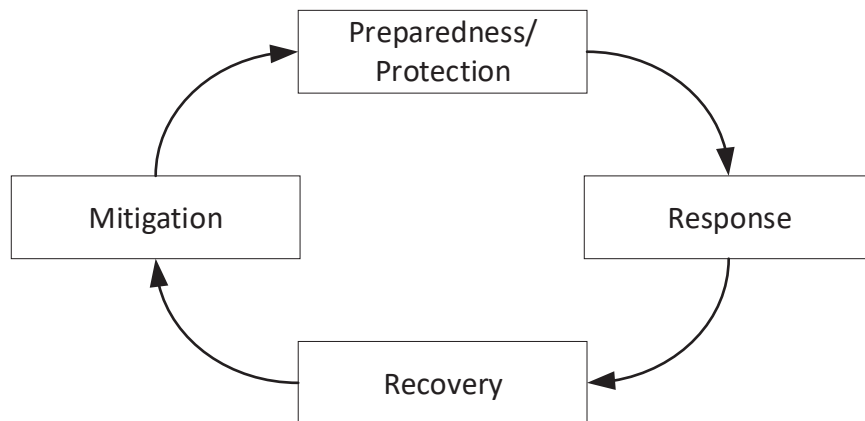 Preparedness/
Protection
Mitigation
Response
Recovery